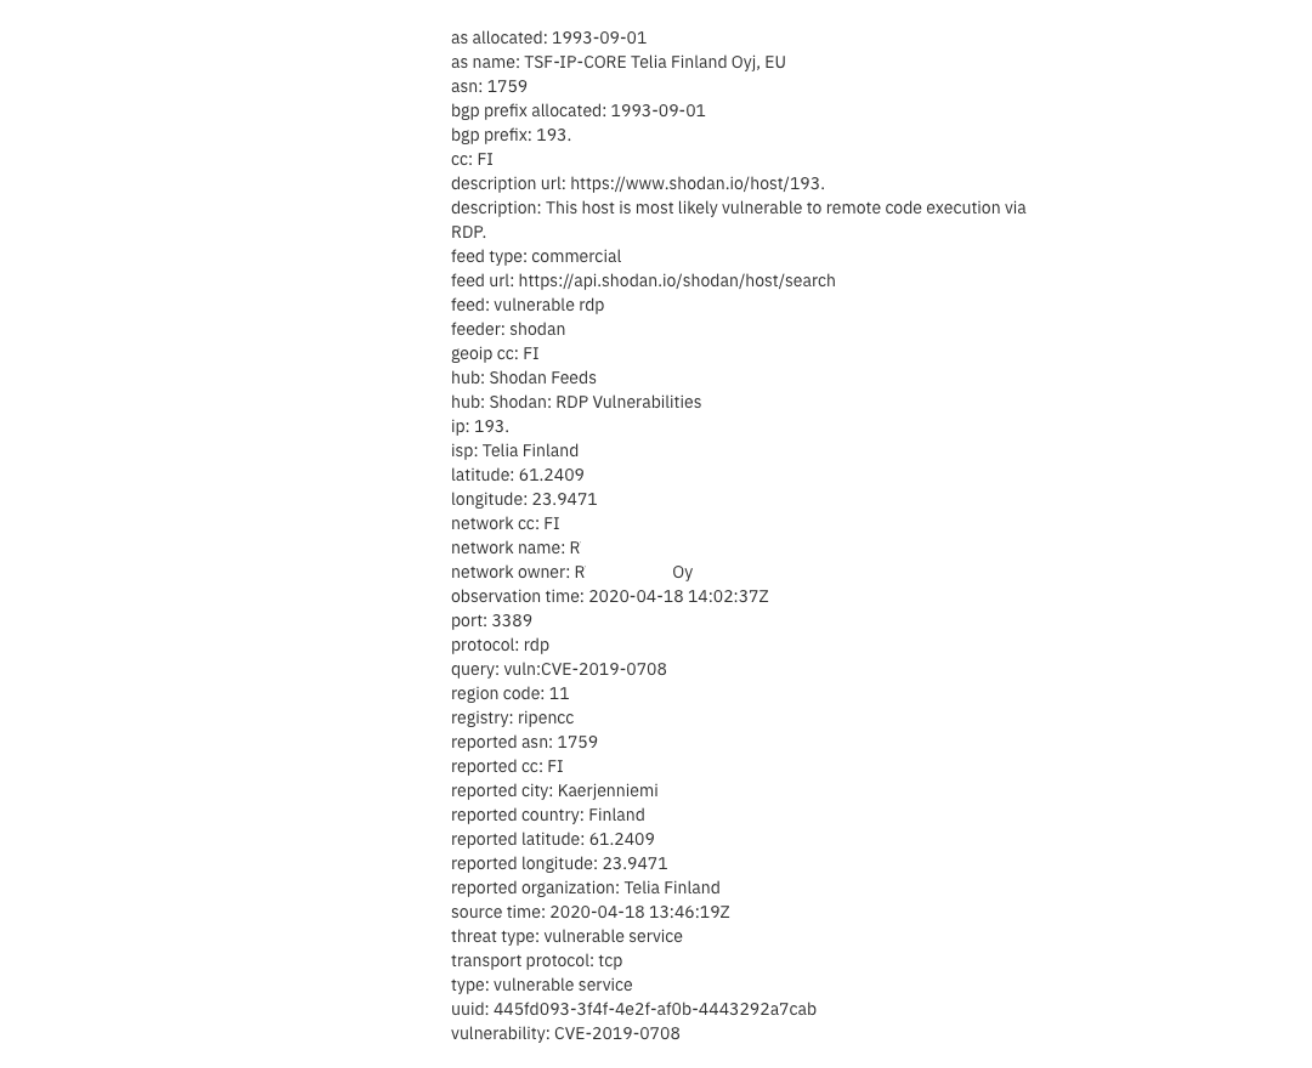 as allocated: 1993-09-01
as name: TSF-IP-CORE Telia Finland Oyj, EU
asn: 1759
bgp prefix allocated: 1993-09-01
bgp prefix: 193.
cc: FI
description url: https://www.shodan.io/host/193.
description: This host is most likely vulnerable to remote code execution via
RDP.
feed type: commercial
feed url: https://api.shodan.io/shodan/host/search
feed: vulnerable rdp
feeder: shodan
geoip cc: FI
hub: Shodan Feeds
hub: Shodan: RDP Vulnerabilities
ip: 193.
isp: Telia Finland
latitude: 61.2409
longitude: 23.9471
network cc: FI
network name: R
network owner: R Oy
observation time: 2020-04-18 14:02:37Z
port: 3389
protocol: rdp
query: vuln:CVE-2019-0708
region code: 11
registry: ripencc
reported asn: 1759
reported cc: FI
reported city: Kaerjenniemi
reported country: Finland
reported latitude: 61.2409
reported longitude: 23.9471
reported organization: Telia Finland
source time: 2020-04-18 13:46:19Z
threat type: vulnerable service
transport protocol: tcp
type: vulnerable service
uuid: 445fd093-3f4f-4e2f-af0b-4443292a7cab
vulnerability: CVE-2019-0708